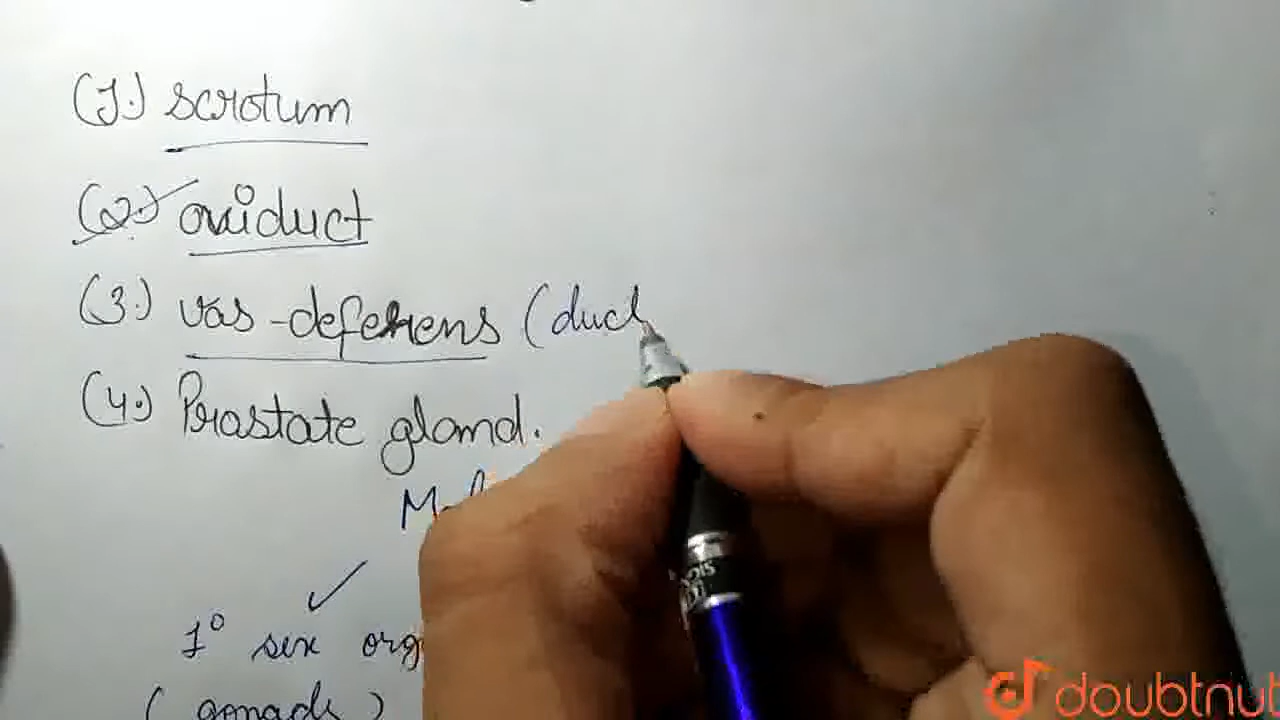 (1.) scrotum
(2.) oviduct
(3.) vas-deferens (duct
(4.) Prostate gland.
1° sex
(gonads)
doubtnut